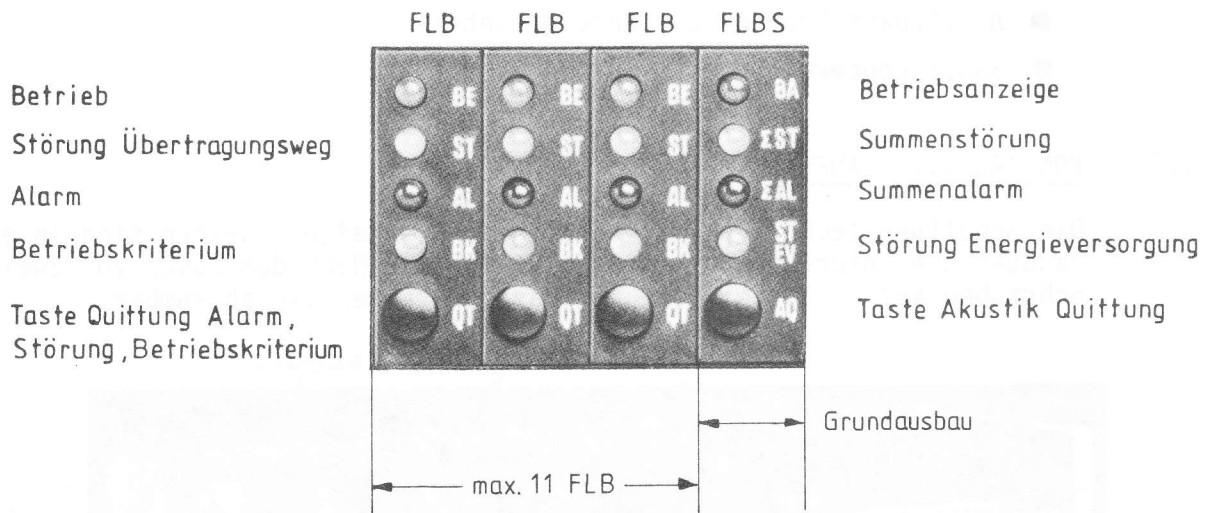 FLB FLB FLB FLBS
Betrieb BE BE BE BA Betriebsanzeige
Störung Übertragungsweg ST ST ST ΣST Summenstörung
Alarm AL AL AL ΣAL Summenalarm
Betriebskriterium BK BK BK ST EV Störung Energieversorgung
Taste Quittung Alarm, QT QT QT AQ Taste Akustik Quittung
Störung, Betriebskriterium
Grundausbau
max. 11 FLB